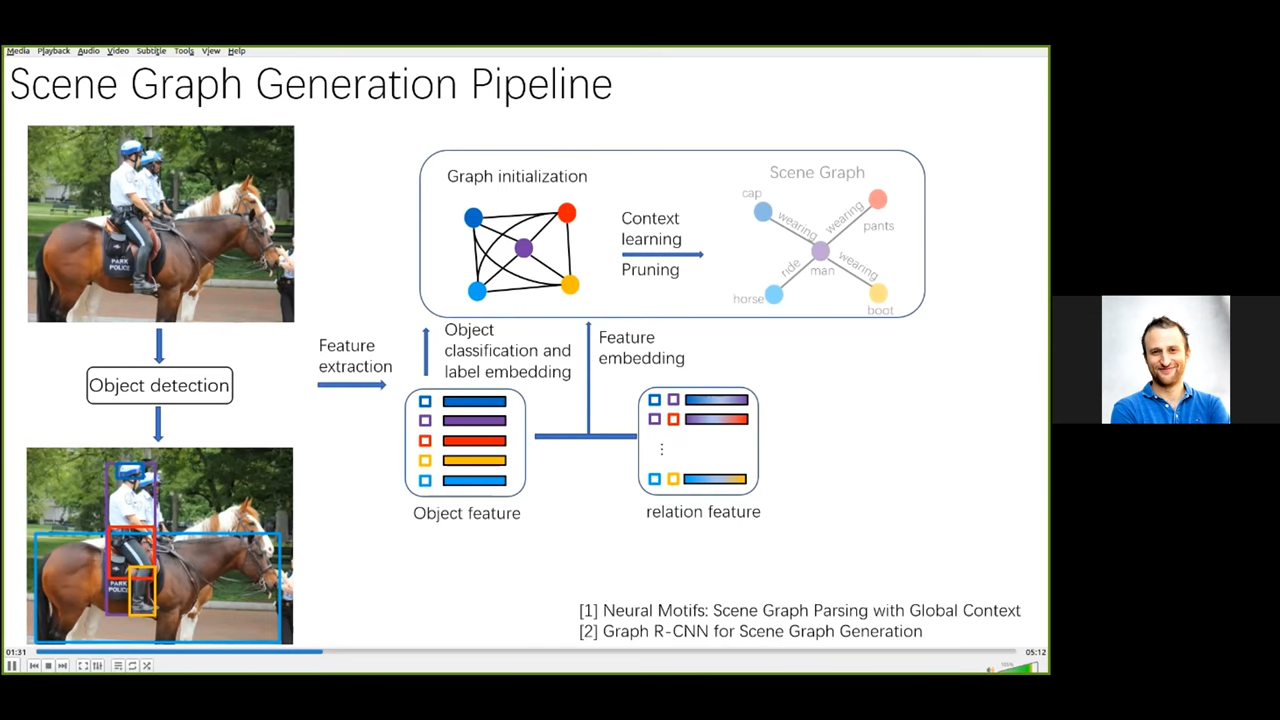 Media Playback Audio Video Subtitle Tools View Help
Scene Graph Generation Pipeline
PARK
POLICE
Object detection
PARK
POLICE
Feature
extraction
Graph initialization
Context
learning
Pruning
Scene Graph
cap
wearing
wearing
pants
ride
man
wearing
horse
boot
Object
classification and
label embedding
Feature
embedding
Object feature
relation feature
[1] Neural Motifs: Scene Graph Parsing with Global Context
[2] Graph R-CNN for Scene Graph Generation
01:31
05:12